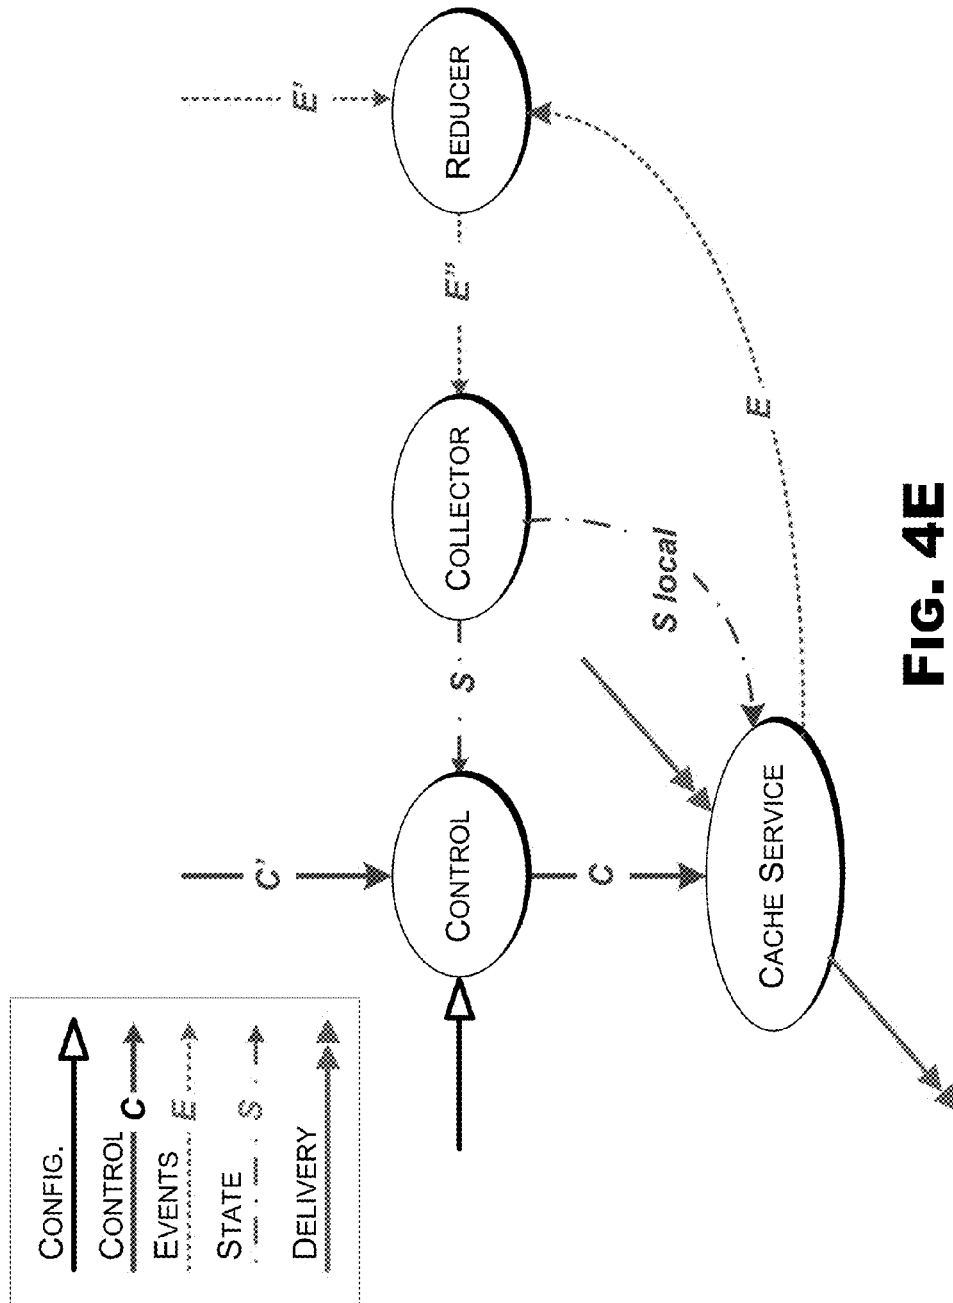 CONFIG.
CONTROL C
EVENTS E
STATE S
DELIVERY
C'
E'
CONTROL
S
COLLECTOR
E"
REDUCER
C
S local
E
CACHE SERVICE
FIG. 4E